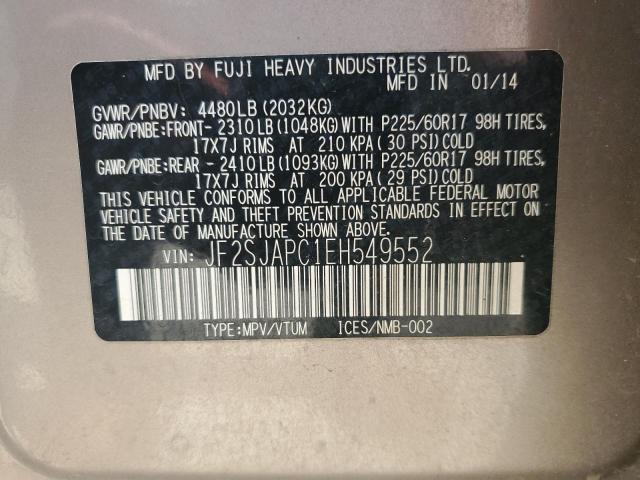 MFD BY FUJI HEAVY INDUSTRIES LTD.
MFD IN 01/14
GVWR/PNBV: 4480LB(2032KG)
GAWR/PNBE:FRONT- 2310LB(1048KG)WITH P225/60R17 98H TIRES,
17X7J RIMS AT 210 KPA( 30 PSI)COLD
GAWR/PNBE:REAR - 2410LB(1093KG)WITH P225/60R17 98H TIRES,
17X7J RIMS AT 200 KPA( 29 PSI)COLD
THIS VEHICLE CONFORMS TO ALL APPLICABLE FEDERAL MOTOR
VEHICLE SAFETY AND THEFT PREVENTION STANDARDS IN EFFECT ON
THE DATE OF MANUFACTURE SHOWN ABOVE.
VIN: JF2SJAPC1EH549552
TYPE:MPV/VTUM ICES/NMB-002